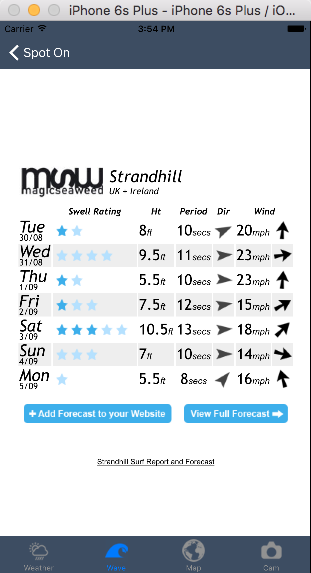 iPhone 6s Plus - iPhone 6s Plus / iO...
Carrier 3:54 PM
Spot On
msw
magicseaweed
Strandhill
UK - Ireland
Swell Rating Ht Period Dir Wind
Tue 8ft 10secs 20mph
30/08
Wed 9.5ft 11secs 23mph
31/08
Thu 5.5ft 10secs 23mph
1/09
Fri 7.5ft 12secs 15mph
2/09
Sat 10.5ft 13secs 18mph
3/09
Sun 7ft 10secs 14mph
4/09
Mon 5.5ft 8secs 16mph
5/09
+ Add Forecast to your Website View Full Forecast
Strandhill Surf Report and Forecast
Weather Wave Map Cam